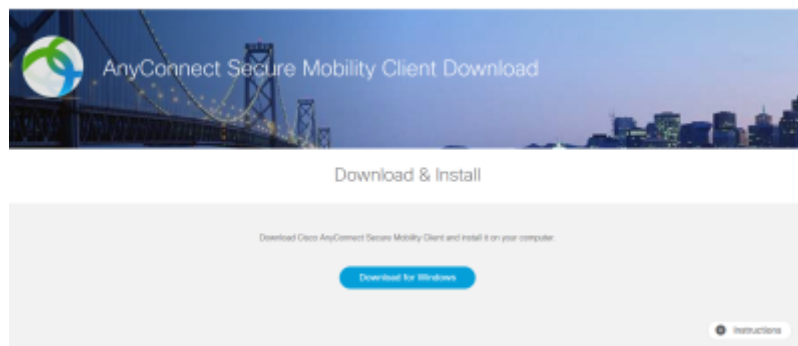 AnyConnect Secure Mobility Client Download
Download & Install
Download Cisco AnyConnect Secure Mobility Client and install it on your computer.
Download for Windows
Instructions